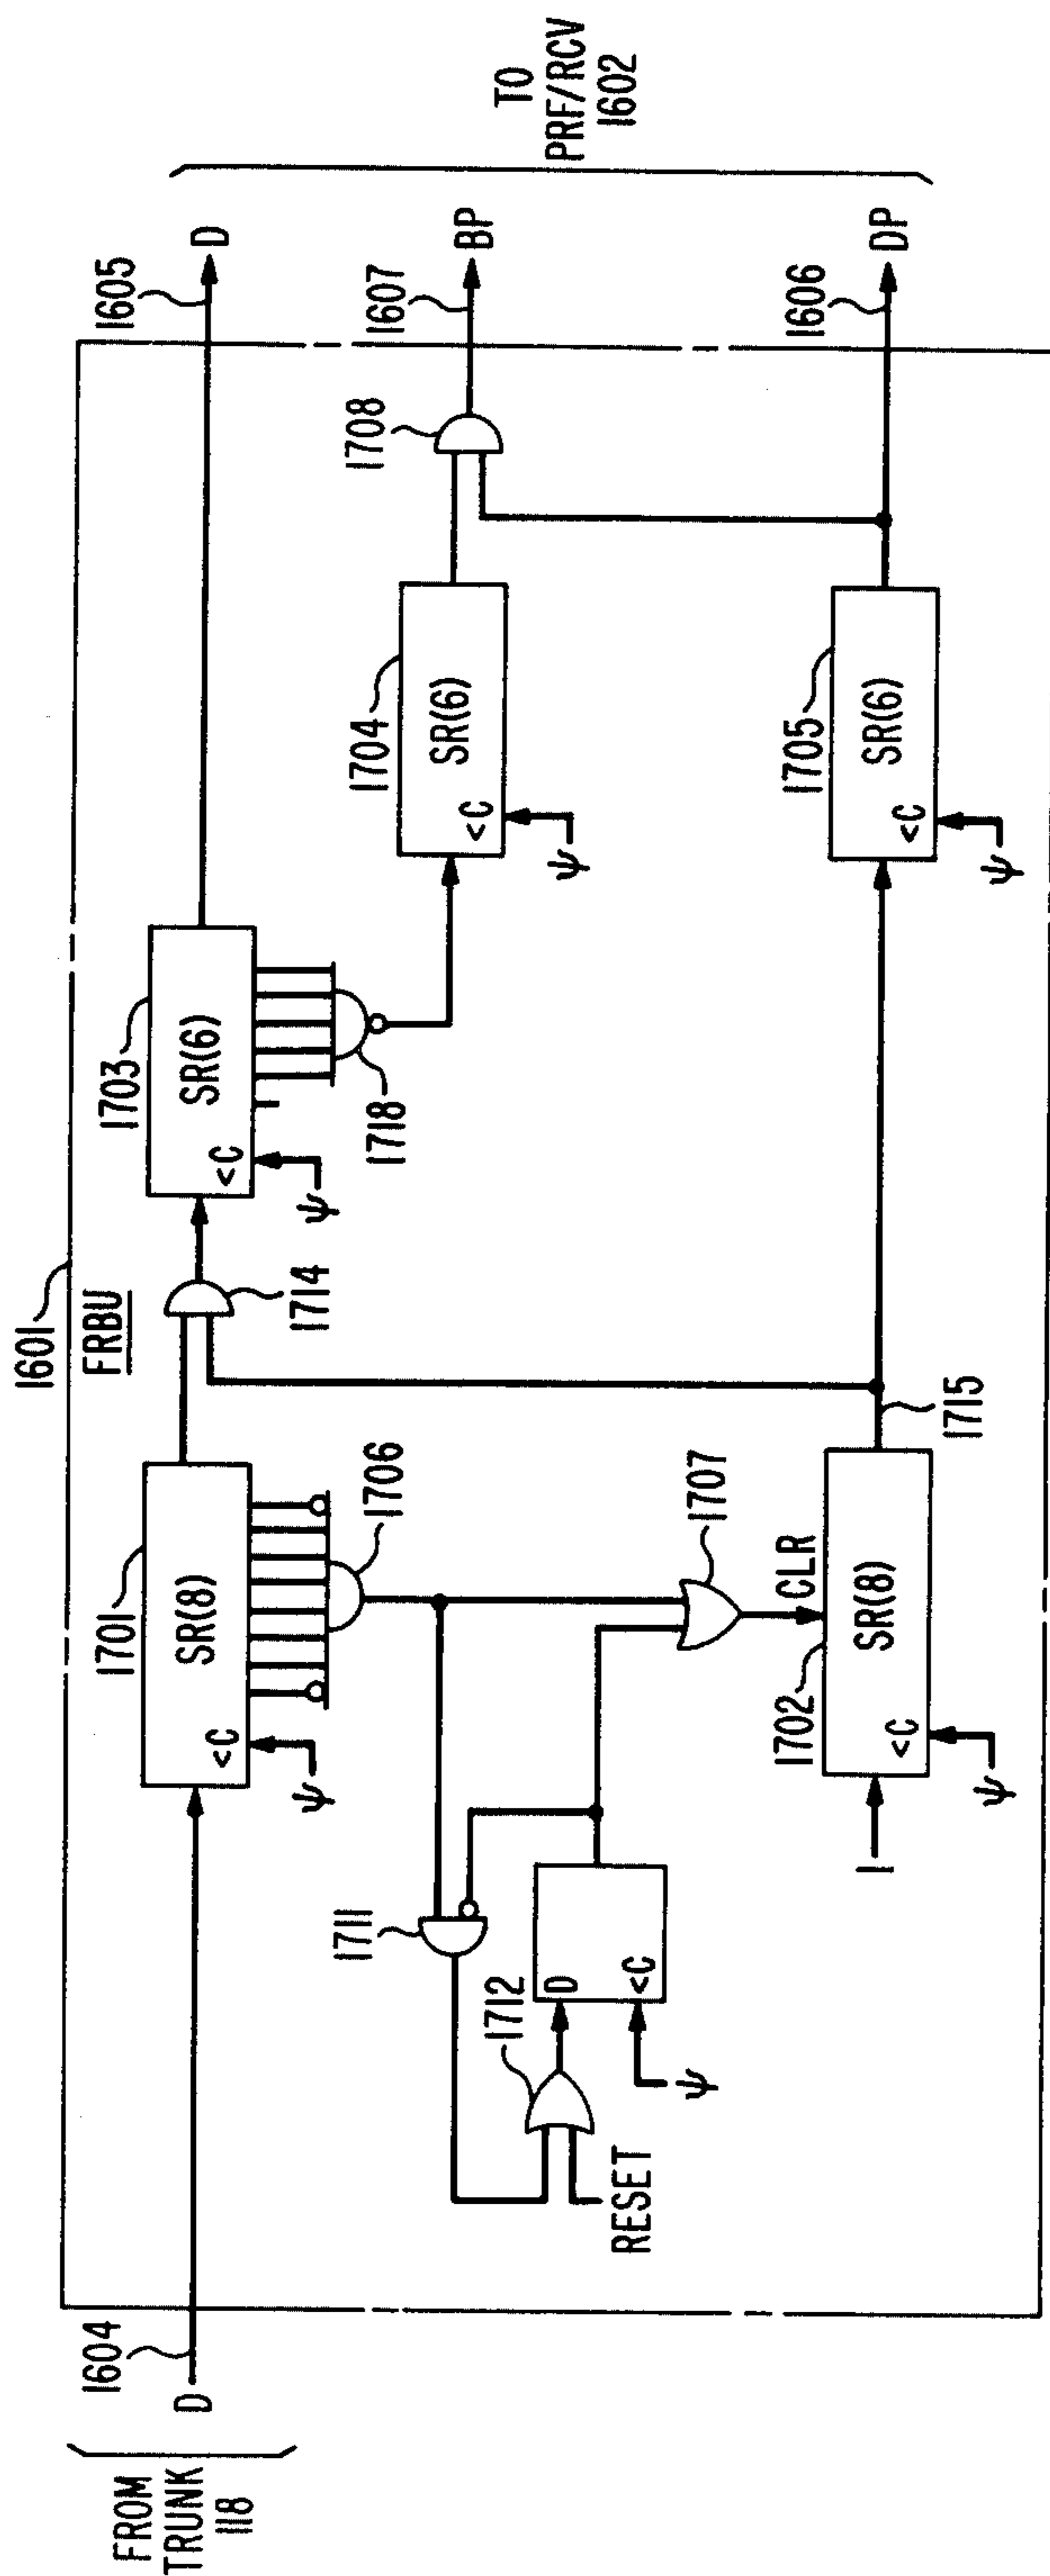 FROM
TRUNK
118
D
1604
1601
FRBU
1701
SR(8)
<C
ψ
1706
1714
1703
SR(6)
<C
ψ
1718
1605
D
1704
SR(6)
<C
ψ
1708
1607
BP
TO
PRF/RCV
1602
1711
1712
RESET
D
<C
ψ
1707
CLR
1702
SR(8)
<C
1
ψ
1715
1705
SR(6)
<C
ψ
1606
DP